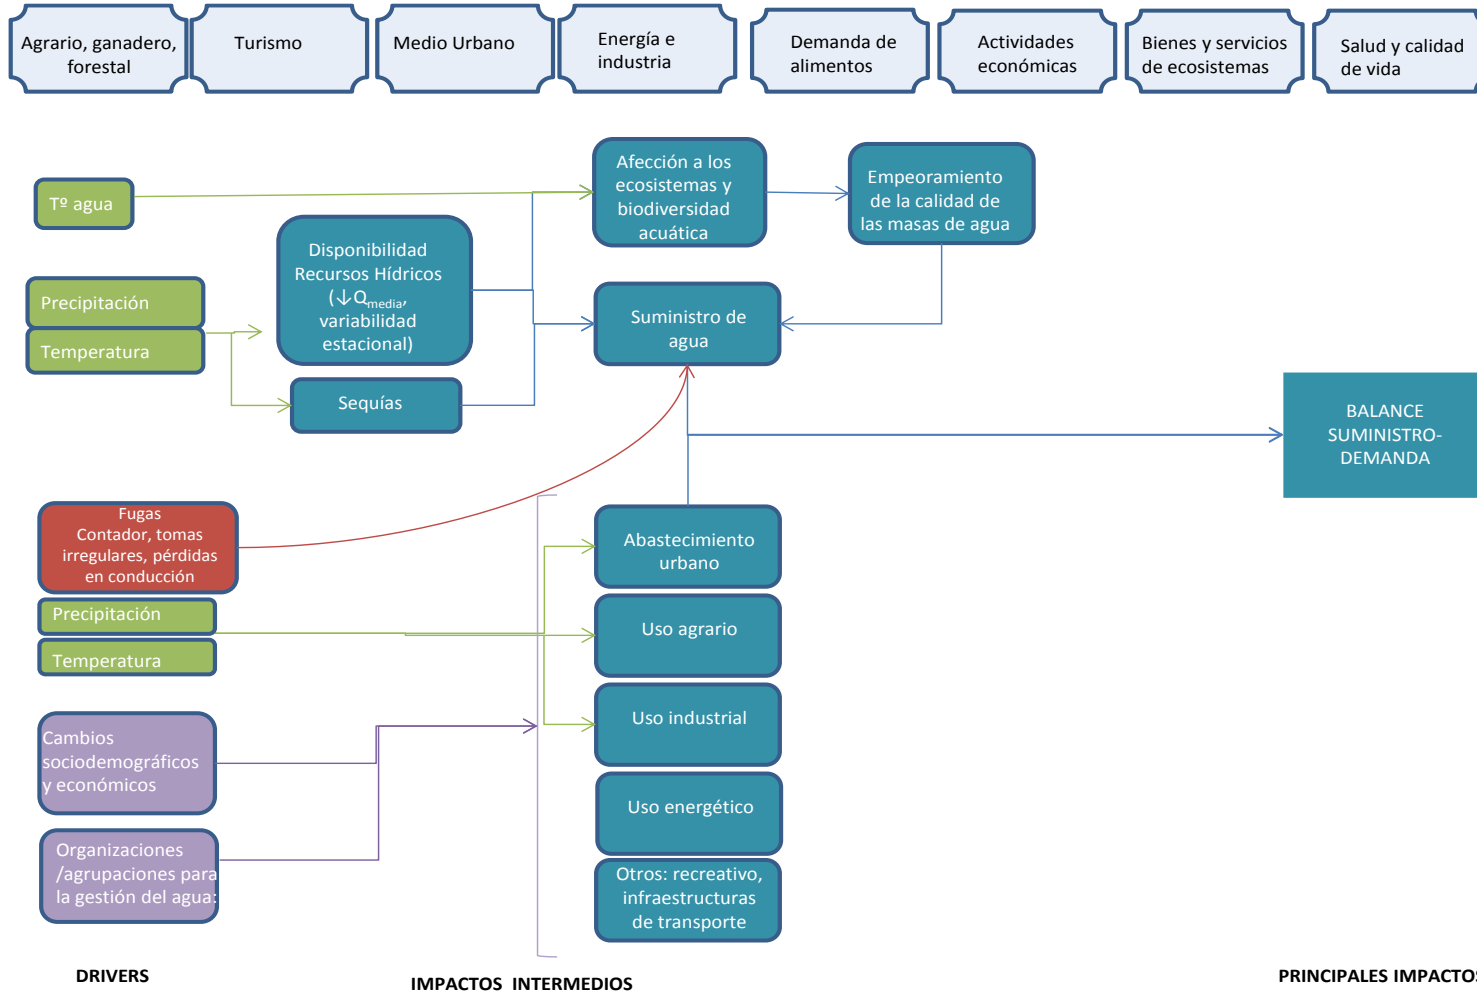 Agrario, ganadero,
forestal
Turismo
Medio Urbano
Energía e
industria
Demanda de
alimentos
Actividades
económicas
Bienes y servicios
de ecosistemas
Salud y calidad
de vida
Tº agua
Afección a los
ecosistemas y
biodiversidad
acuática
Empeoramiento
de la calidad de
las masas de agua
Disponibilidad
Recursos Hídricos
(↓Qmedia,
variabilidad
estacional)
Precipitación
Temperatura
Suministro de
agua
Sequías
BALANCE
SUMINISTRO-
DEMANDA
Fugas
Contador, tomas
irregulares, pérdidas
en conducción
Abastecimiento
urbano
Precipitación
Temperatura
Uso agrario
Uso industrial
Cambios
sociodemográficos
y económicos
Uso energético
Organizaciones
/agrupaciones para
la gestión del agua:
Otros: recreativo,
infraestructuras
de transporte
DRIVERS
IMPACTOS INTERMEDIOS
PRINCIPALES IMPACTOS